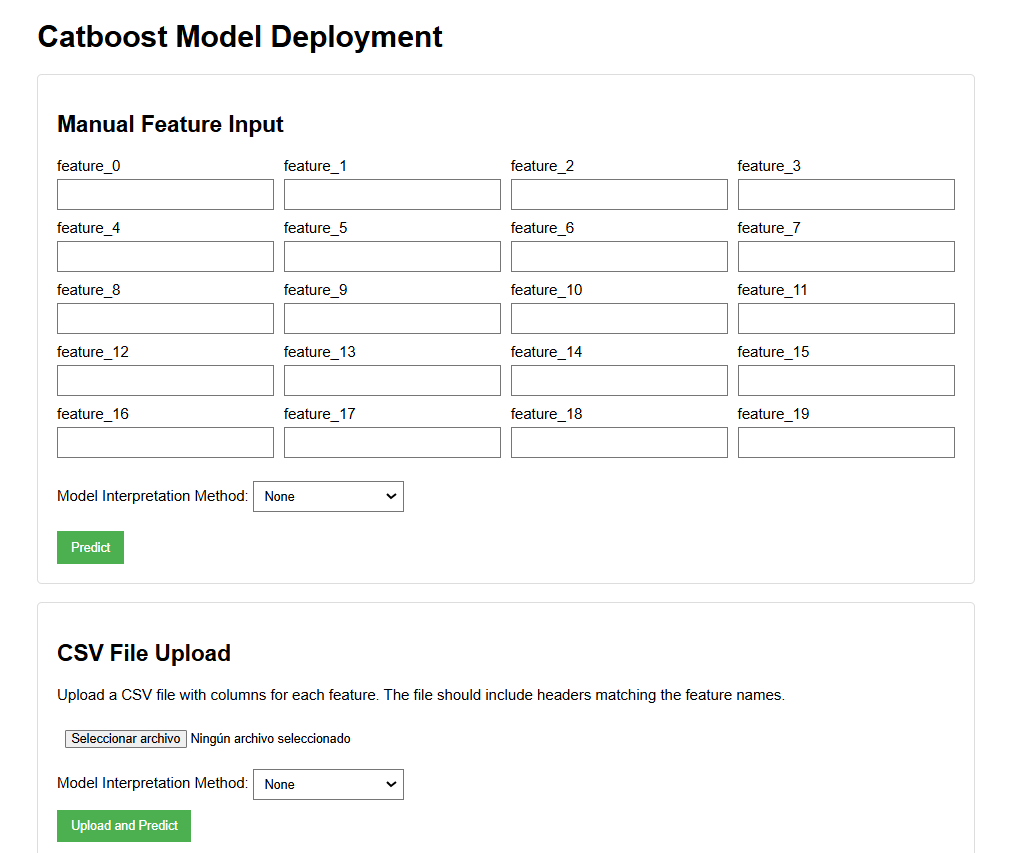 Catboost Model Deployment
Manual Feature Input
feature_0 feature_1 feature_2 feature_3
feature_4 feature_5 feature_6 feature_7
feature_8 feature_9 feature_10 feature_11
feature_12 feature_13 feature_14 feature_15
feature_16 feature_17 feature_18 feature_19
Model Interpretation Method: None
Predict
CSV File Upload
Upload a CSV file with columns for each feature. The file should include headers matching the feature names.
Seleccionar archivo Ningún archivo seleccionado
Model Interpretation Method: None
Upload and Predict